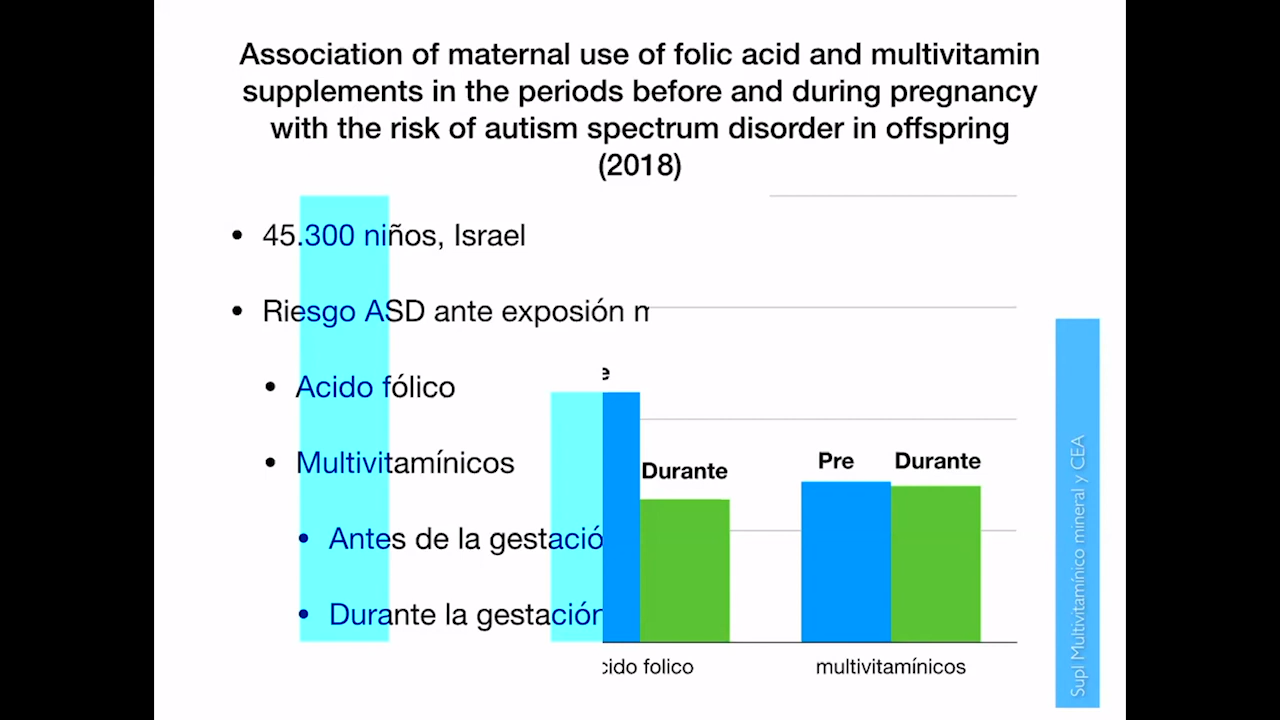 Association of maternal use of folic acid and multivitamin
supplements in the periods before and during pregnancy
with the risk of autism spectrum disorder in offspring
(2018)
• 45.300 niños, Israel
• Riesgo ASD ante exposión m
• Acido fólico
• Multivitamínicos
• Antes de la gestació
• Durante la gestación
e
Durante
Pre
Durante
cido folico
multivitamínicos
Supl Multivitamínico mineral y CEA